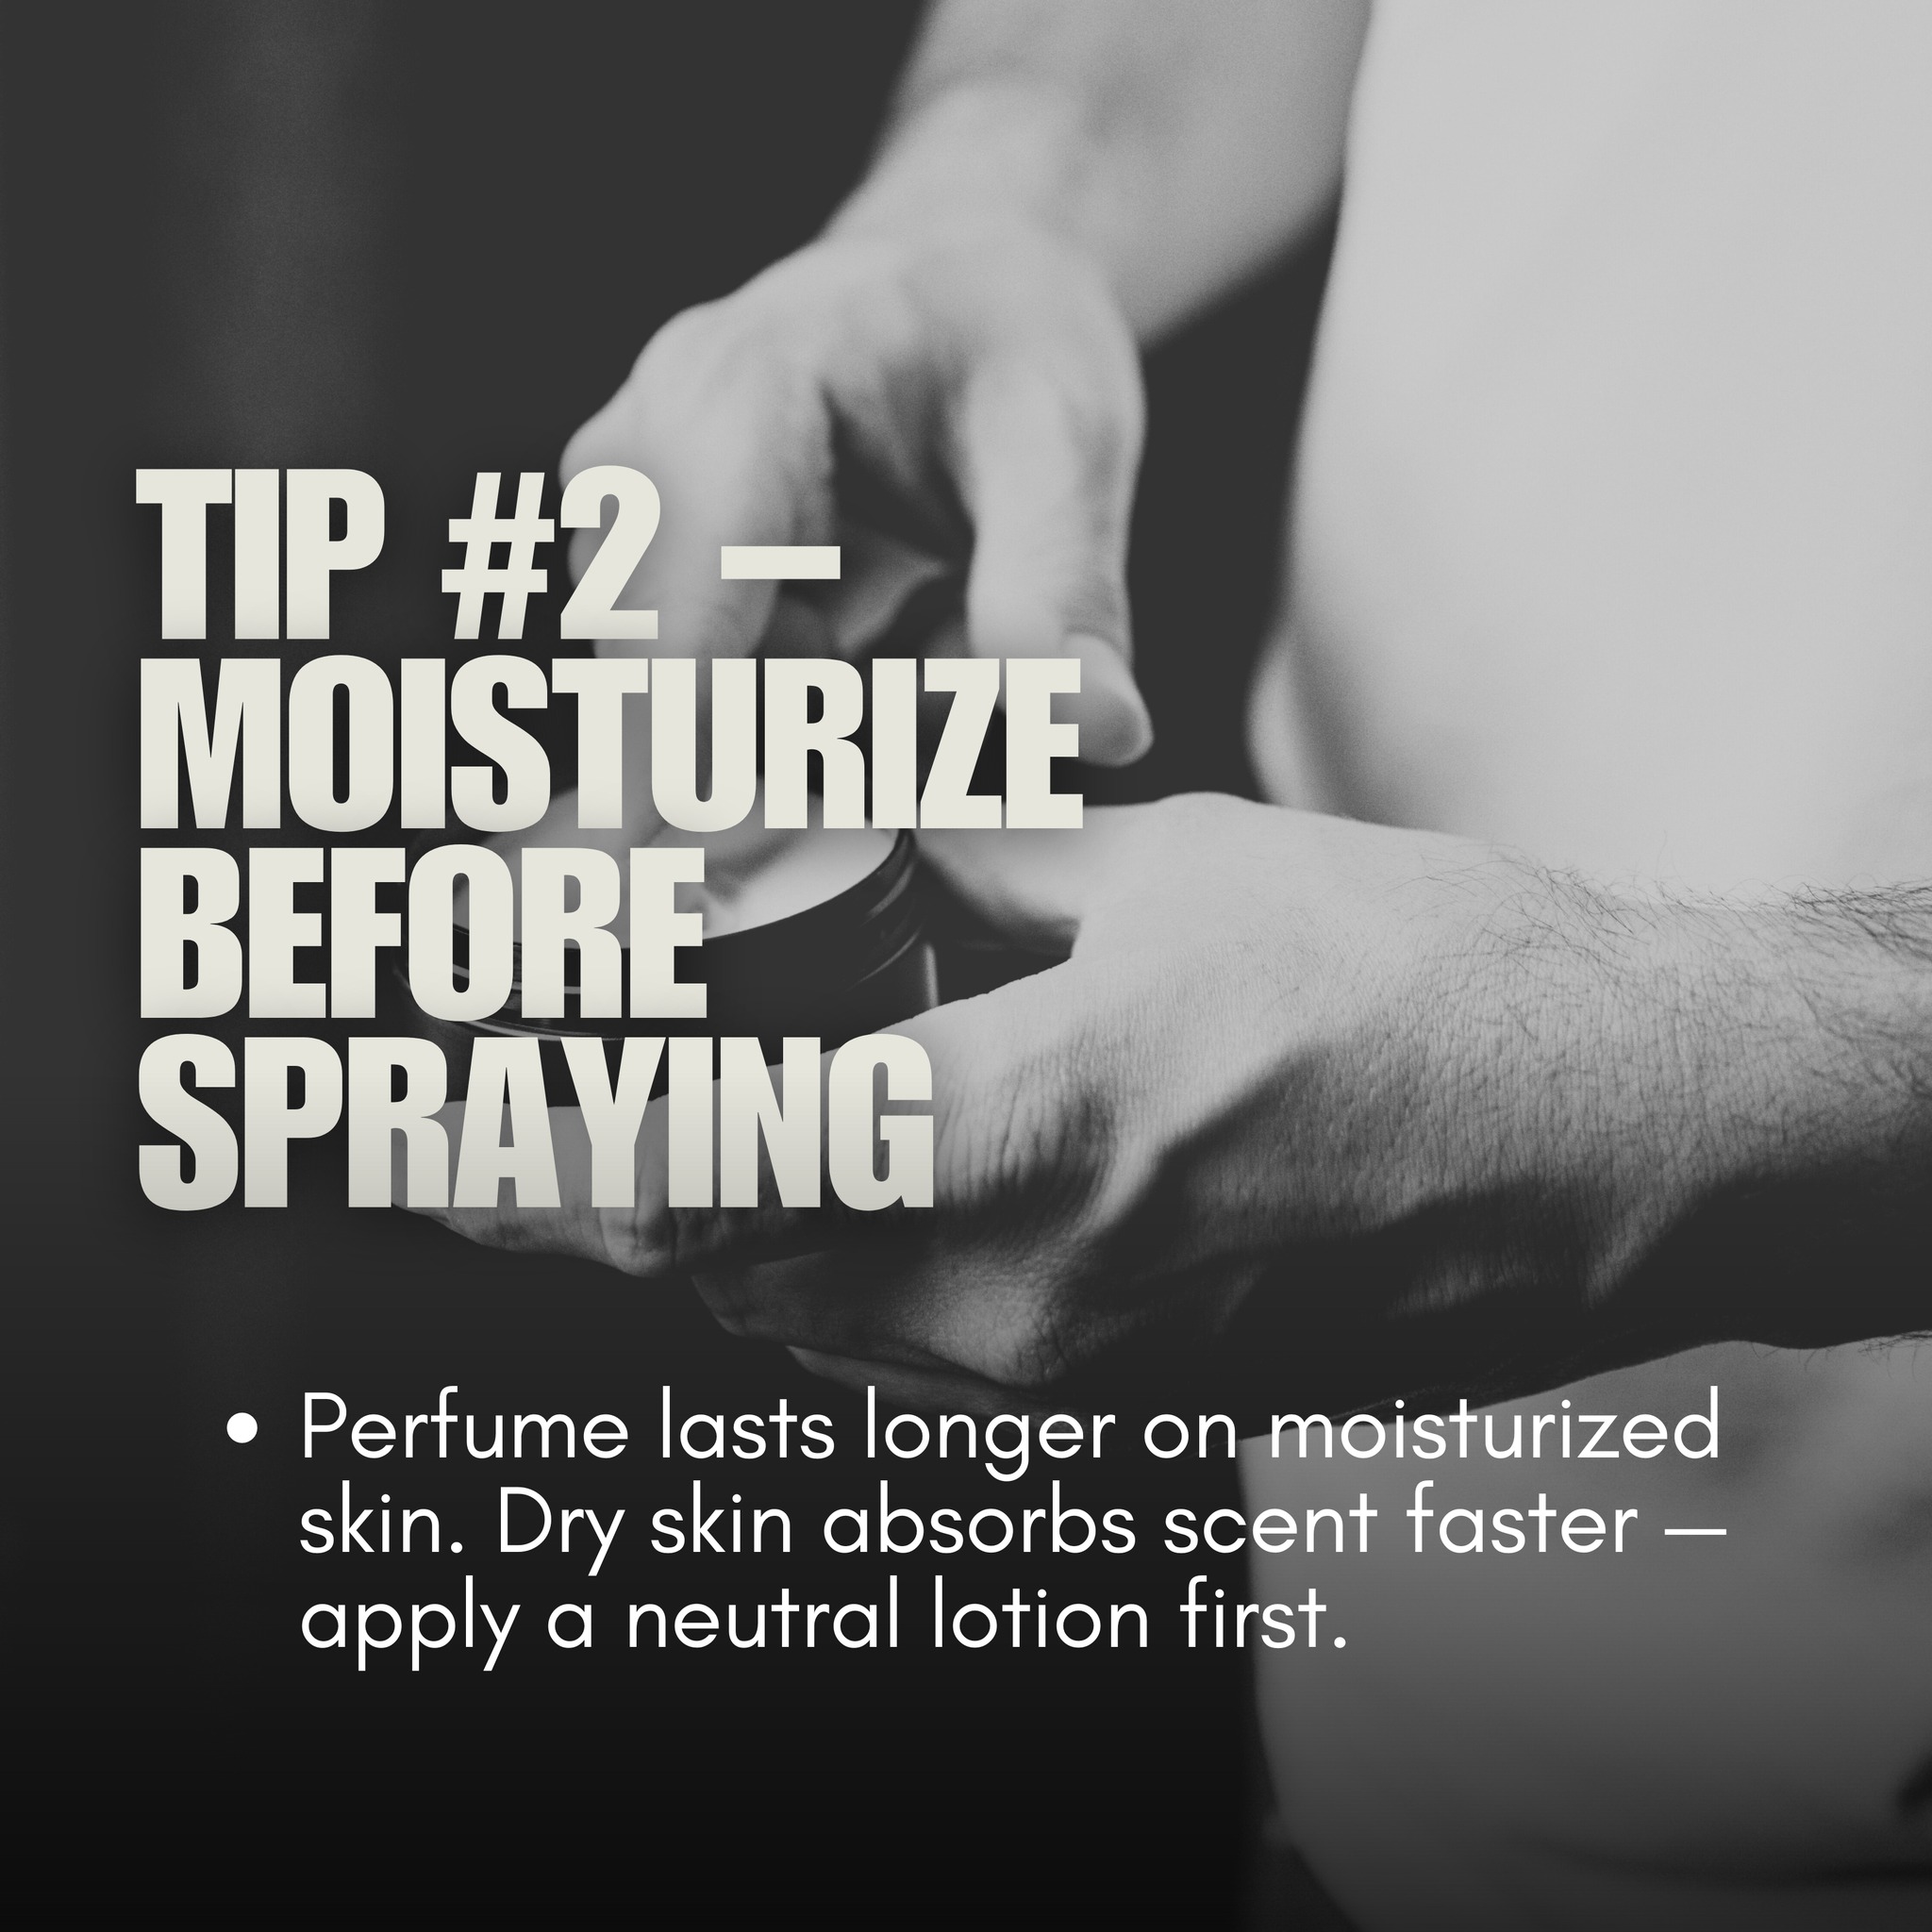 TIP #2 –
MOISTURIZE
BEFORE
SPRAYING
• Perfume lasts longer on moisturized
skin. Dry skin absorbs scent faster —
apply a neutral lotion first.